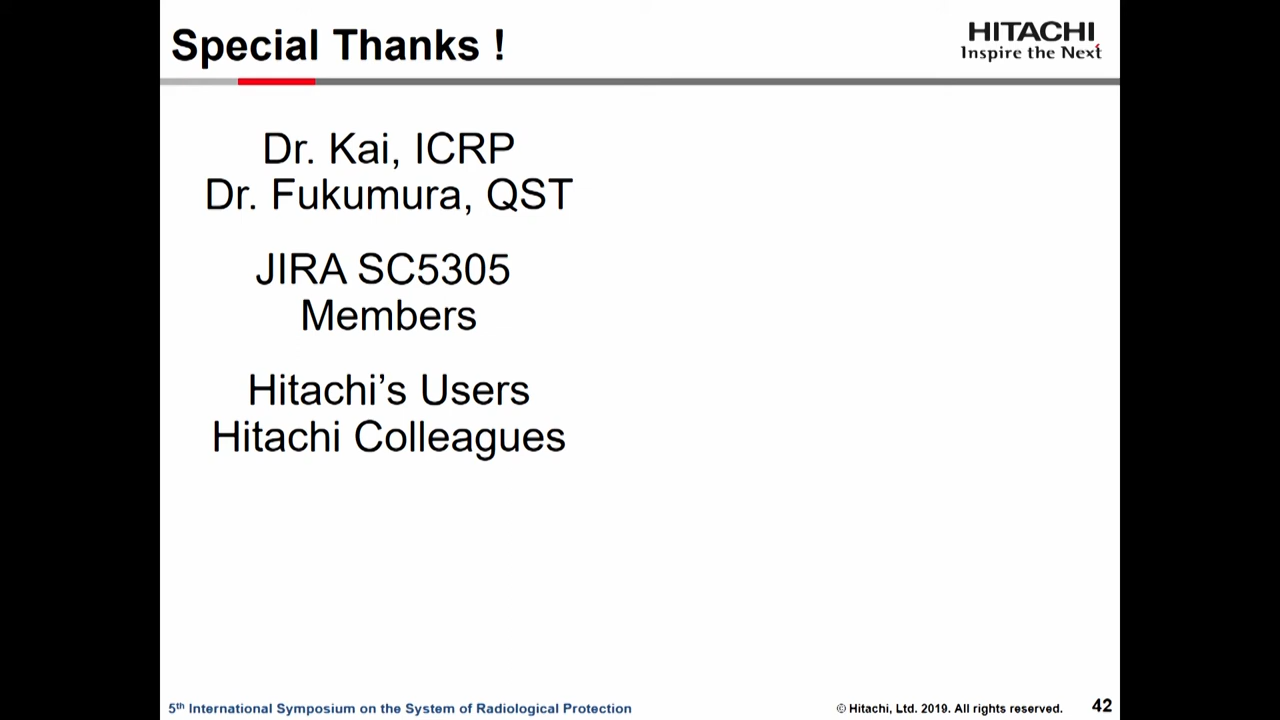 Special Thanks !
HITACHI
Inspire the Next
Dr. Kai, ICRP
Dr. Fukumura, QST
JIRA SC5305
Members
Hitachi’s Users
Hitachi Colleagues
5th International Symposium on the System of Radiological Protection
© Hitachi, Ltd. 2019. All rights reserved.
42